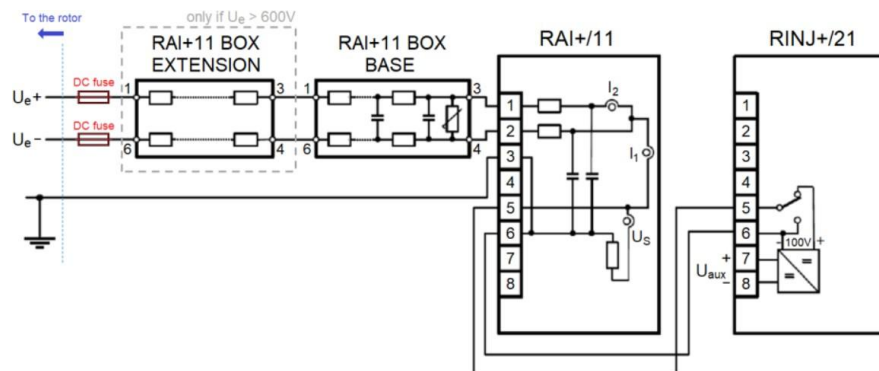 To the rotor
only if Ue > 600V
RAI+11 BOX
EXTENSION
RAI+11 BOX
BASE
RAI+/11
RINJ+/21
DC fuse
Ue+
1
3
1
3
DC fuse
Ue−
6
4
6
4
1
2
3
4
5
6
7
8
I2
I1
US
1
2
3
4
5
6
7
8
- 100V +
Uaux
+
−
=
=